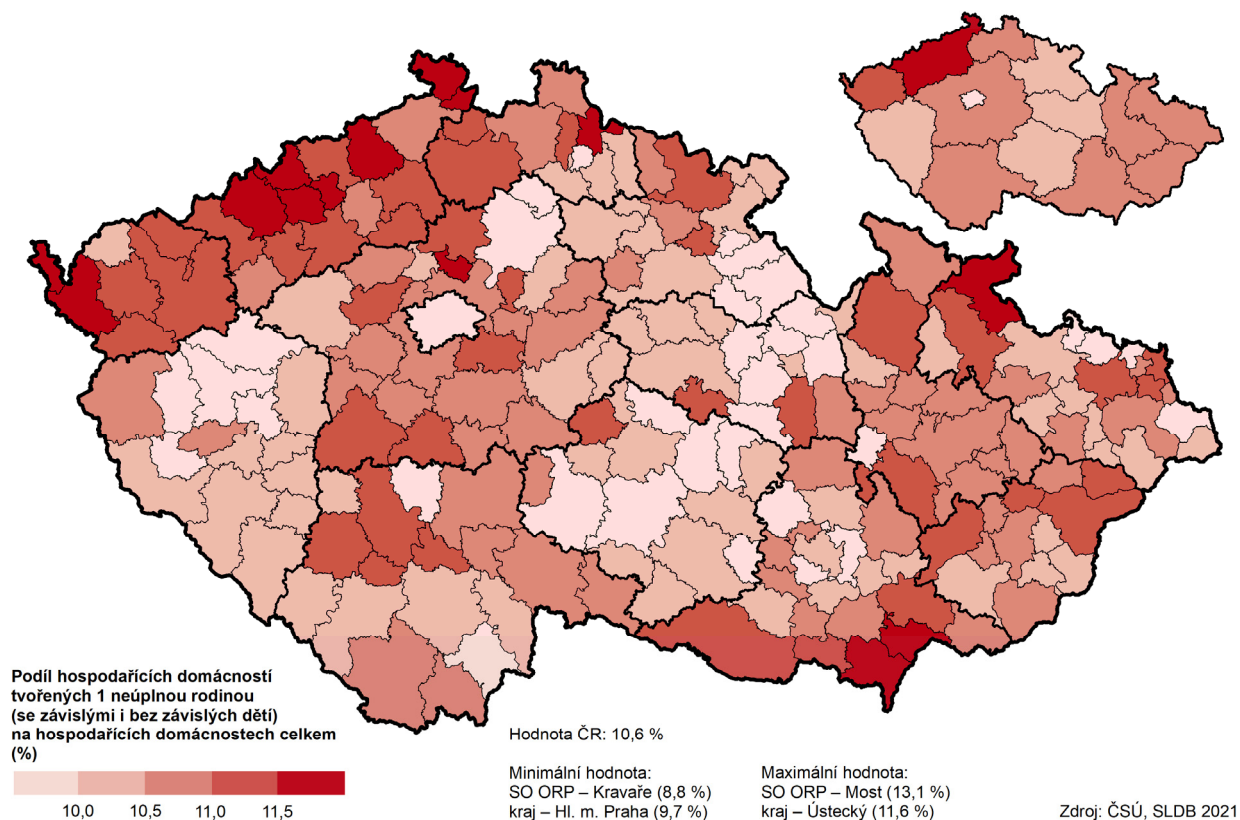 Podíl hospodařících domácností
tvořených 1 neúplnou rodinou
(se závislými i bez závislých dětí)
na hospodařících domácnostech celkem
(%)
10,0 10,5 11,0 11,5
Hodnota ČR: 10,6 %
Minimální hodnota:
SO ORP – Kravaře (8,8 %)
kraj – Hl. m. Praha (9,7 %)
Maximální hodnota:
SO ORP – Most (13,1 %)
kraj – Ústecký (11,6 %)
Zdroj: ČSÚ, SLDB 2021